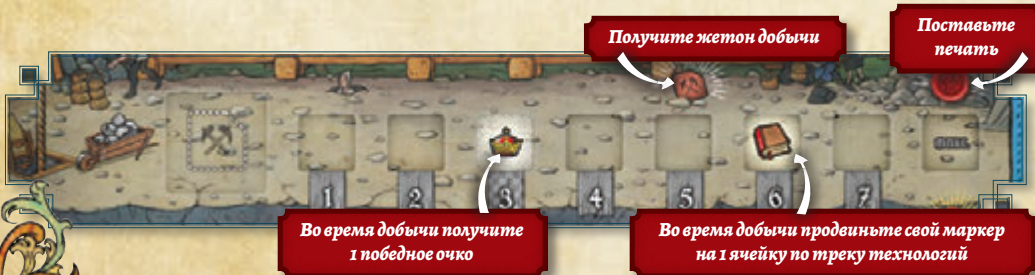 Получите жетон добычи
Поставьте
печать
1 2 3 4 5 6 7
Во время добычи получите
1 победное очко
Во время добычи продвиньте свой маркер
на 1 ячейку по треку технологий